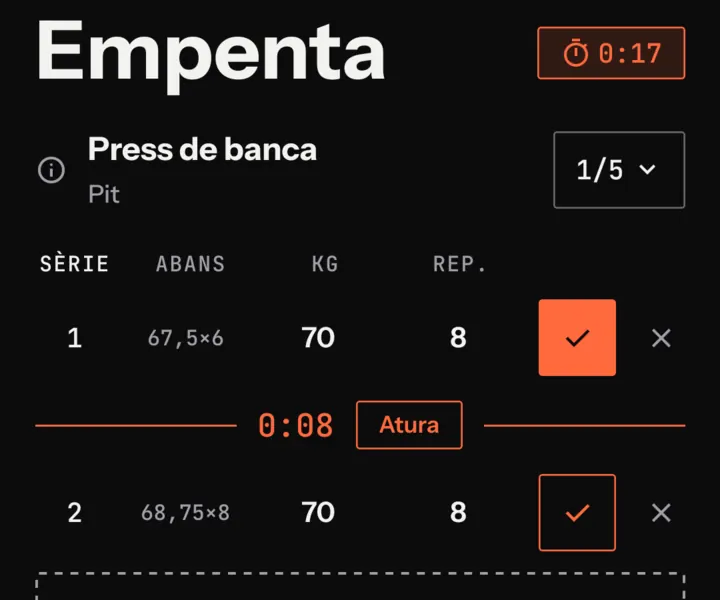 Empenta
0:17
Press de banca
Pit
1/5
SÈRIE ABANS KG REP.
1 67,5×6 70 8
0:08 Atura
2 68,75×8 70 8